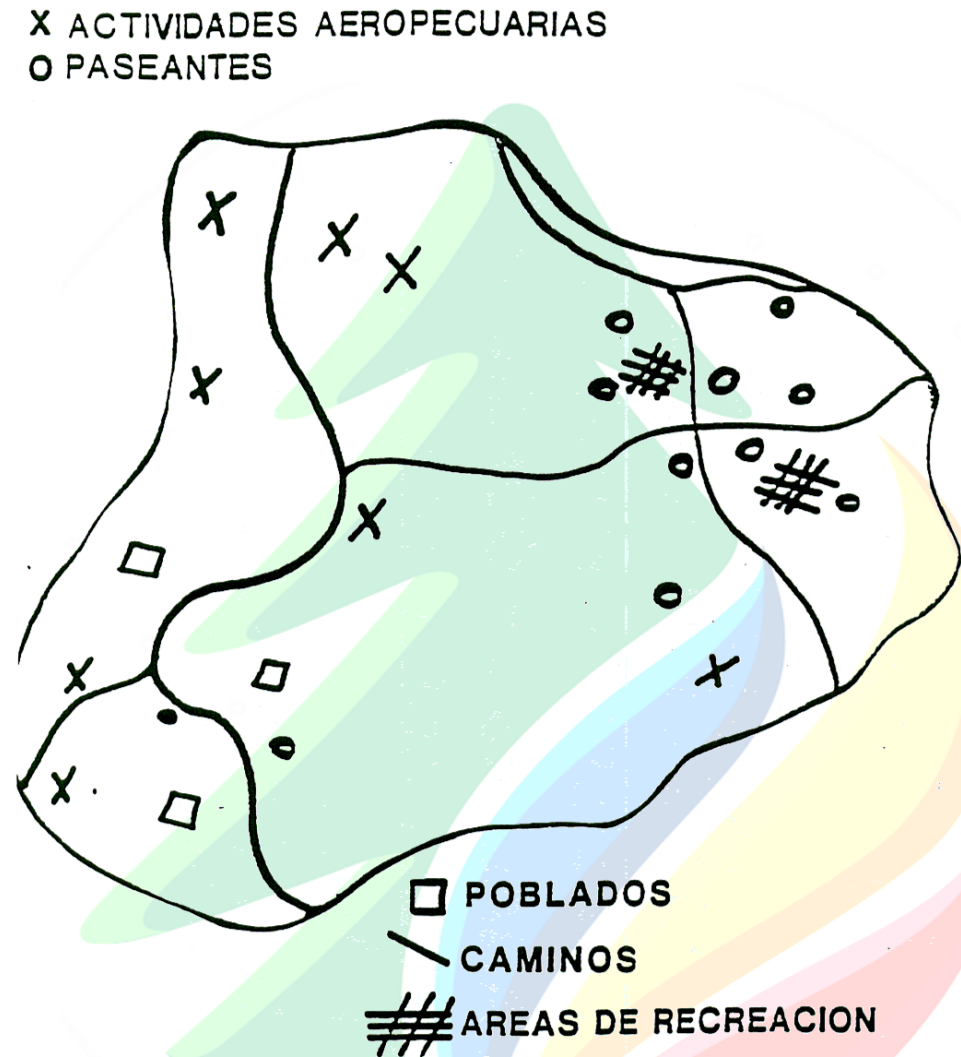 X ACTIVIDADES AEROPECUARIAS
O PASEANTES
POBLADOS
CAMINOS
AREAS DE RECREACION